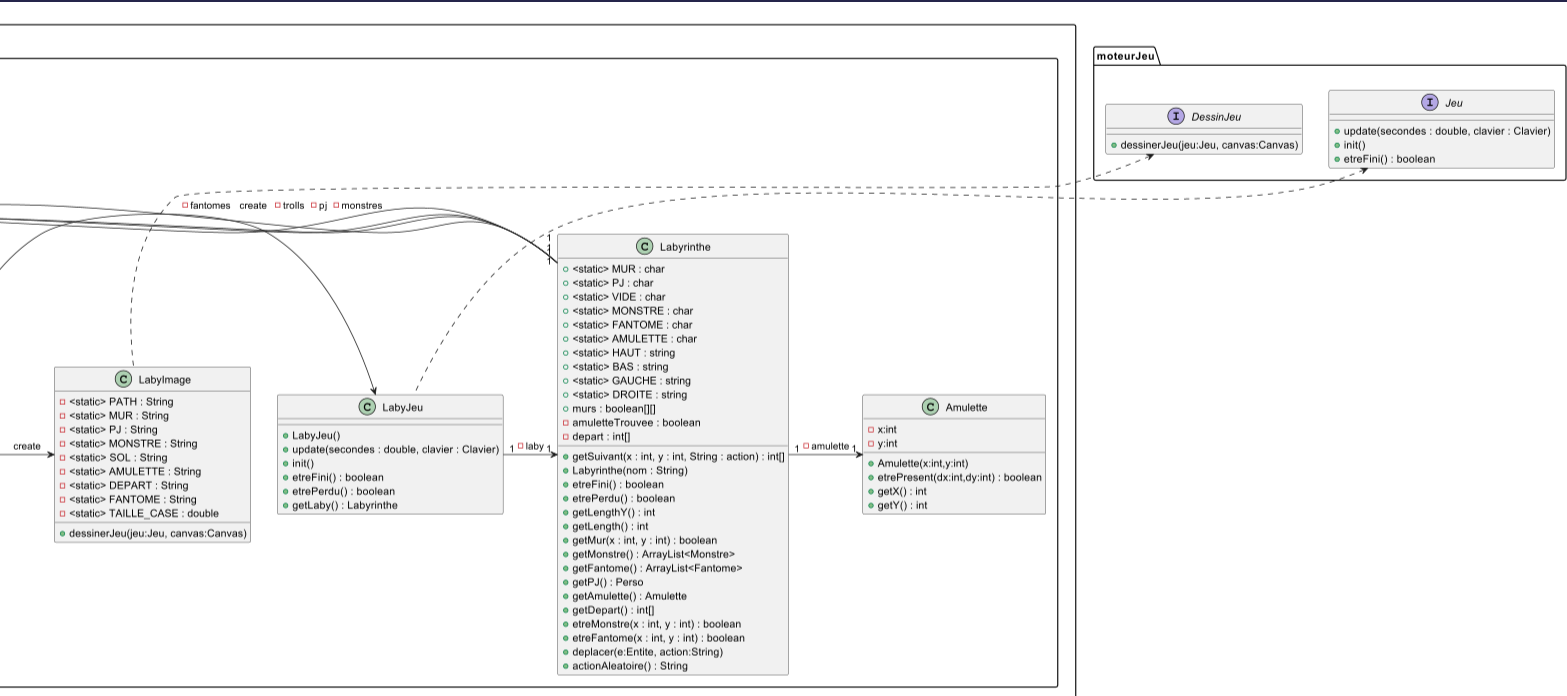 moteurJeu
I DessinJeu
dessinerJeu(jeu:Jeu, canvas:Canvas)
I Jeu
update(secondes : double, clavier : Clavier)
init()
etreFini() : boolean
fantomes create trolls pj monstres
1
1
1
C Labyrinthe
<static> MUR : char
<static> PJ : char
<static> VIDE : char
<static> MONSTRE : char
<static> FANTOME : char
<static> AMULETTE : char
<static> HAUT : string
<static> BAS : string
<static> GAUCHE : string
<static> DROITE : string
murs : boolean[][]
amuletteTrouvee : boolean
depart : int[]
getSuivant(x : int, y : int, String : action) : int[]
Labyrinthe(nom : String)
etreFini() : boolean
etrePerdu() : boolean
getLengthY() : int
getLength() : int
getMur(x : int, y : int) : boolean
getMonstre() : ArrayList<Monstre>
getFantome() : ArrayList<Fantome>
getPJ() : Perso
getAmulette() : Amulette
getDepart() : int[]
etreMonstre(x : int, y : int) : boolean
etreFantome(x : int, y : int) : boolean
deplacer(e:Entite, action:String)
actionAleatoire() : String
create
C LabyImage
<static> PATH : String
<static> MUR : String
<static> PJ : String
<static> MONSTRE : String
<static> SOL : String
<static> AMULETTE : String
<static> DEPART : String
<static> FANTOME : String
<static> TAILLE_CASE : double
dessinerJeu(jeu:Jeu, canvas:Canvas)
C LabyJeu
LabyJeu()
update(secondes : double, clavier : Clavier)
init()
etreFini() : boolean
etrePerdu() : boolean
getLaby() : Labyrinthe
1 laby 1
1 amulette 1
C Amulette
x:int
y:int
Amulette(x:int,y:int)
etrePresent(dx:int,dy:int) : boolean
getX() : int
getY() : int